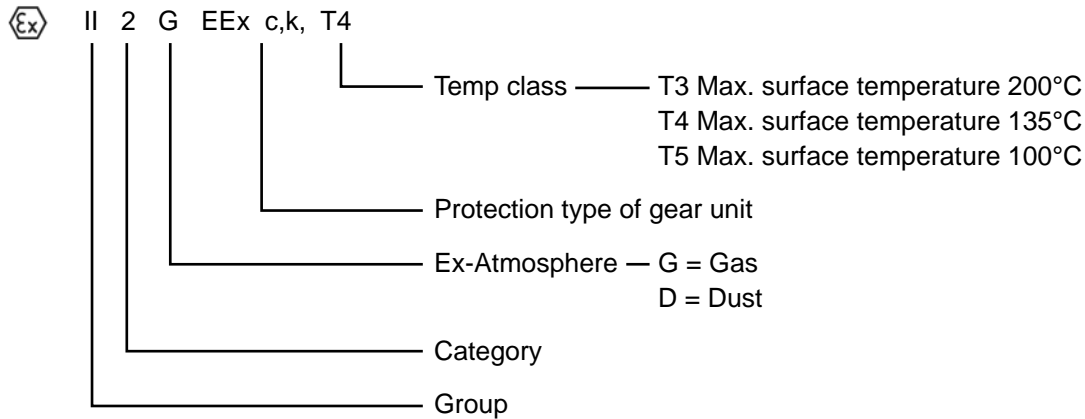 Ex II 2 G EEx c,k, T4
Temp class T3 Max. surface temperature 200°C
T4 Max. surface temperature 135°C
T5 Max. surface temperature 100°C
Protection type of gear unit
Ex-Atmosphere G = Gas
D = Dust
Category
Group